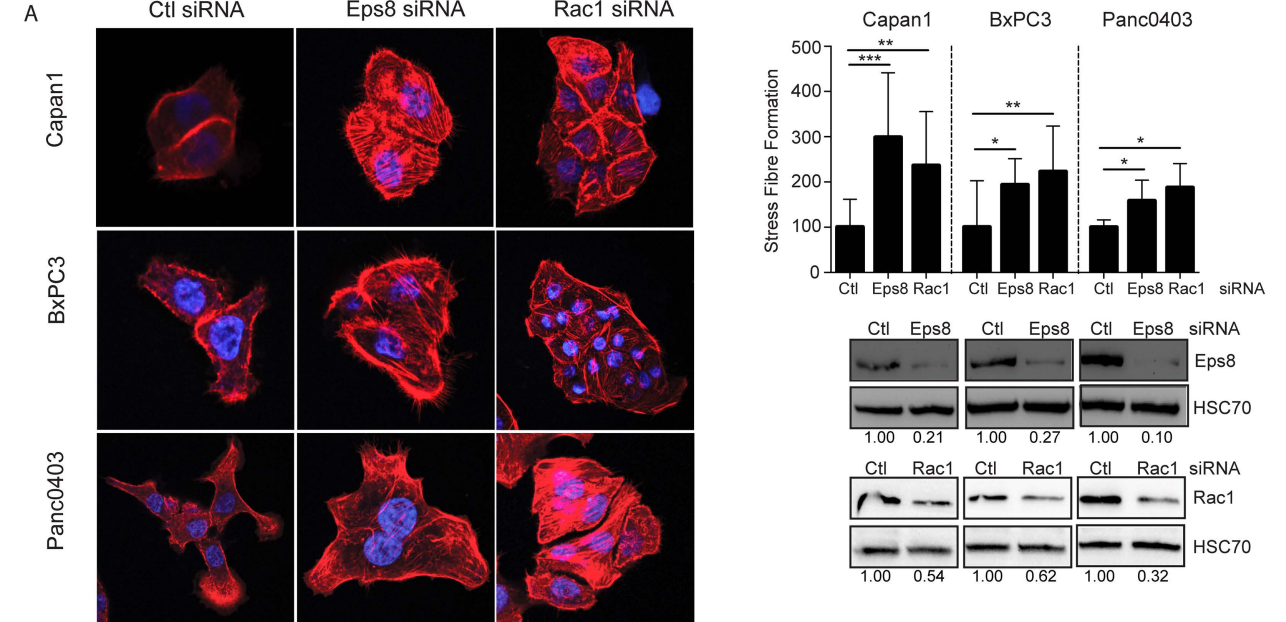 A
Ctl siRNA Eps8 siRNA Rac1 siRNA
Capan1
BxPC3
Panc0403
Capan1 BxPC3 Panc0403
Stress Fibre Formation
500
400
300
200
100
0
** 
***
**
*
*
*
Ctl Eps8 Rac1 Ctl Eps8 Rac1 Ctl Eps8 Rac1 siRNA
Ctl Eps8 Ctl Eps8 Ctl Eps8 siRNA
Eps8
HSC70
1.00 0.21 1.00 0.27 1.00 0.10
Ctl Rac1 Ctl Rac1 Ctl Rac1 siRNA
Rac1
HSC70
1.00 0.54 1.00 0.62 1.00 0.32